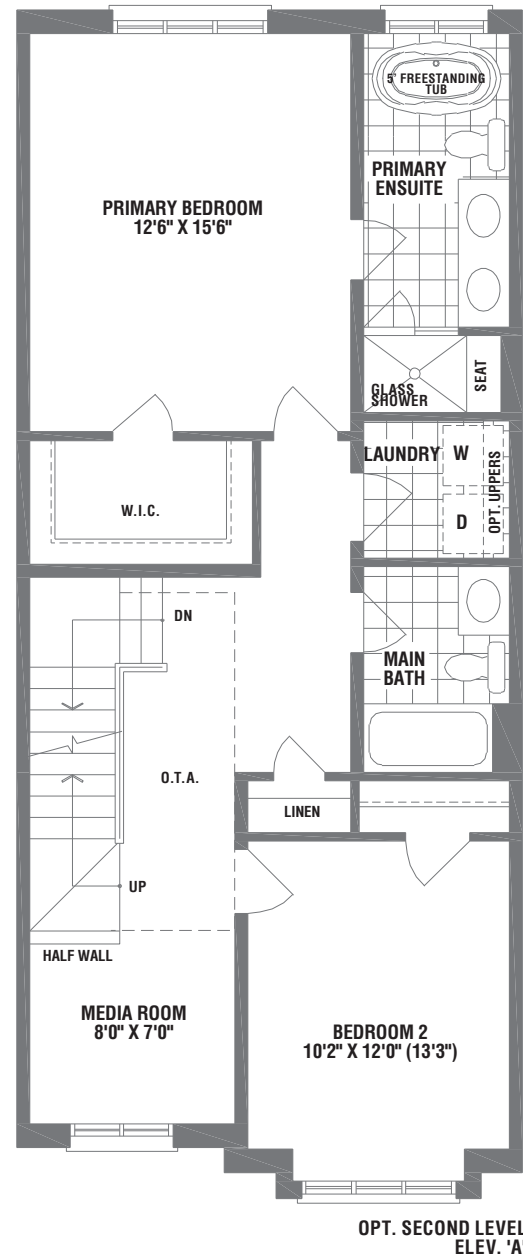 5' FREESTANDING
TUB
PRIMARY
ENSUITE
PRIMARY BEDROOM
12'6" X 15'6"
GLASS
SHOWER
SEAT
LAUNDRY
W
D
OPT. UPPERS
W.I.C.
DN
MAIN
BATH
O.T.A.
LINEN
UP
HALF WALL
MEDIA ROOM
8'0" X 7'0"
BEDROOM 2
10'2" X 12'0" (13'3")
OPT. SECOND LEVEL
ELEV. 'A'